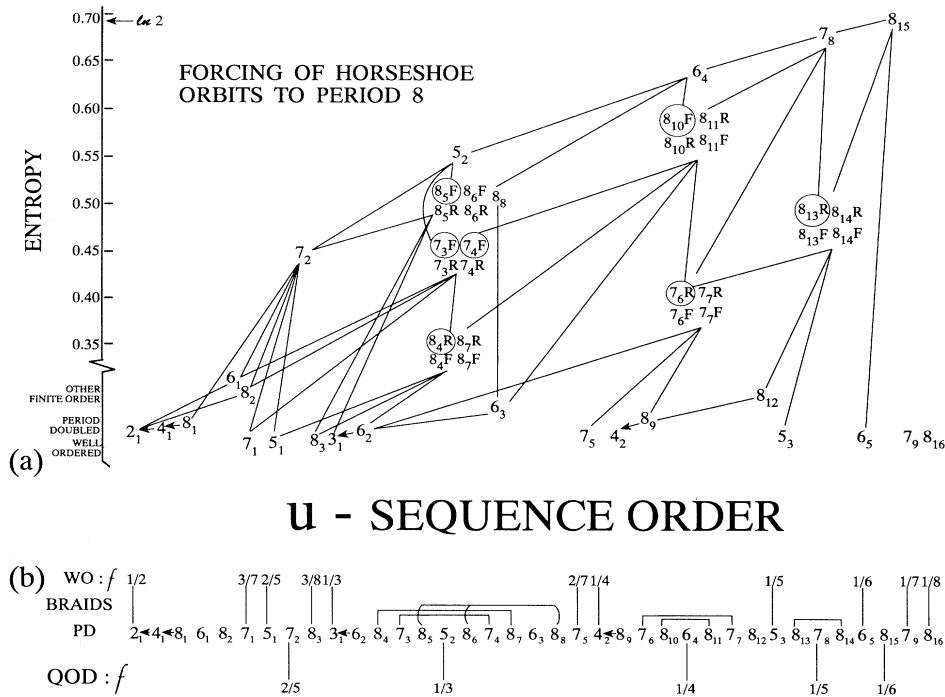 0.70
ln 2
8₁₅
7₈
FORCING OF HORSESHOE
ORBITS TO PERIOD 8
0.65
6₄
0.60
8₁₀F 8₁₁R
8₁₀R 8₁₁F
ENTROPY
0.55
5₂
0.50
8₅F 8₆F 8₈
8₅R 8₆R
8₁₃R 8₁₄R
8₁₃F 8₁₄F
0.45
7₂
7₃F 7₄F
7₃R 7₄R
0.40
7₆R 7₇R
7₆F 7₇F
0.35
8₄R 8₇R
8₄F 8₇F
OTHER
FINITE ORDER
6₁
8₂
6₃
8₁₂
PERIOD
DOUBLED
WELL
ORDERED
2₁ 4₁ 8₁ 7₁ 5₁ 8₃ 3₁ 6₂ 7₅ 4₂ 8₉ 5₃ 6₅ 7₉ 8₁₆
(a)
u - SEQUENCE ORDER
(b)
WO : f 1/2 3/7 2/5 3/8 1/3 2/7 1/4 1/5 1/6 1/7 1/8
BRAIDS
PD 2₁ 4₁ 8₁ 6₁ 8₂ 7₁ 5₁ 7₂ 8₃ 3₁ 6₂ 8₄ 7₃ 8₅ 5₂ 8₆ 7₄ 8₇ 6₃ 8₈ 7₅ 4₂ 8₉ 7₆ 8₁₀ 6₄ 8₁₁ 7₇ 8₁₂ 5₃ 8₁₃ 7₈ 8₁₄ 6₅ 8₁₅ 7₉ 8₁₆
QOD : f 2/5 1/3 1/4 1/5 1/6